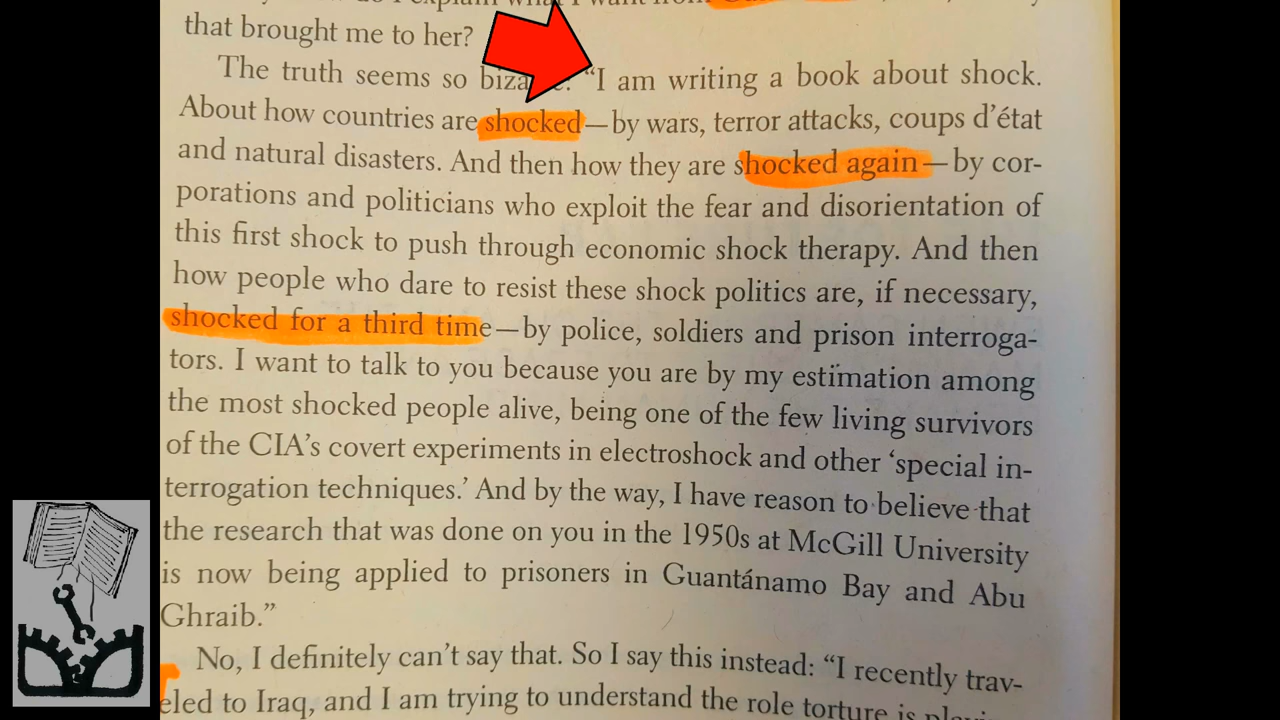 that brought me to her?
The truth seems so “I am writing a book about shock.
About how countries are shocked—by wars, terror attacks, coups d’état
and natural disasters. And then how they are shocked again—by cor-
porations and politicians who exploit the fear and disorientation of
this first shock to push through economic shock therapy. And then
how people who dare to resist these shock politics are, if necessary,
shocked for a third time—by police, soldiers and prison interroga-
tors. I want to talk to you because you are by my estimation among
the most shocked people alive, being one of the few living survivors
of the CIA’s covert experiments in electroshock and other ‘special in-
terrogation techniques.’ And by the way, I have reason to believe that
the research that was done on you in the 1950s at McGill University
is now being applied to prisoners in Guantánamo Bay and Abu
Ghraib.”
No, I definitely can’t say that. So I say this instead: “I recently trav-
eled to Iraq, and I am trying to understand the role torture is